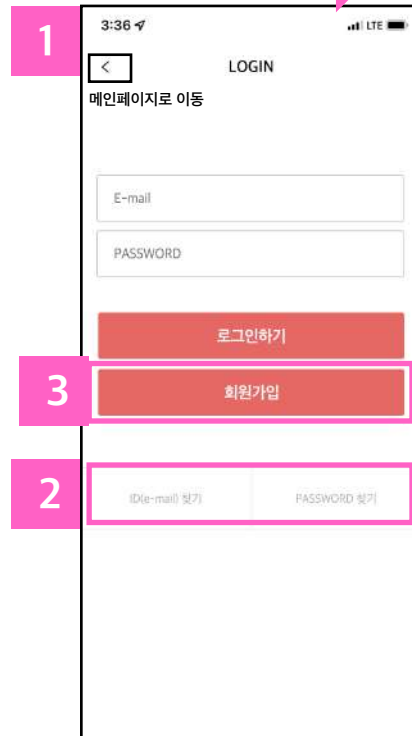 1
3:36
LTE
<
LOGIN
메인페이지로 이동
E-mail
PASSWORD
로그인하기
3
회원가입
2
ID(e-mail) 찾기
PASSWORD 찾기